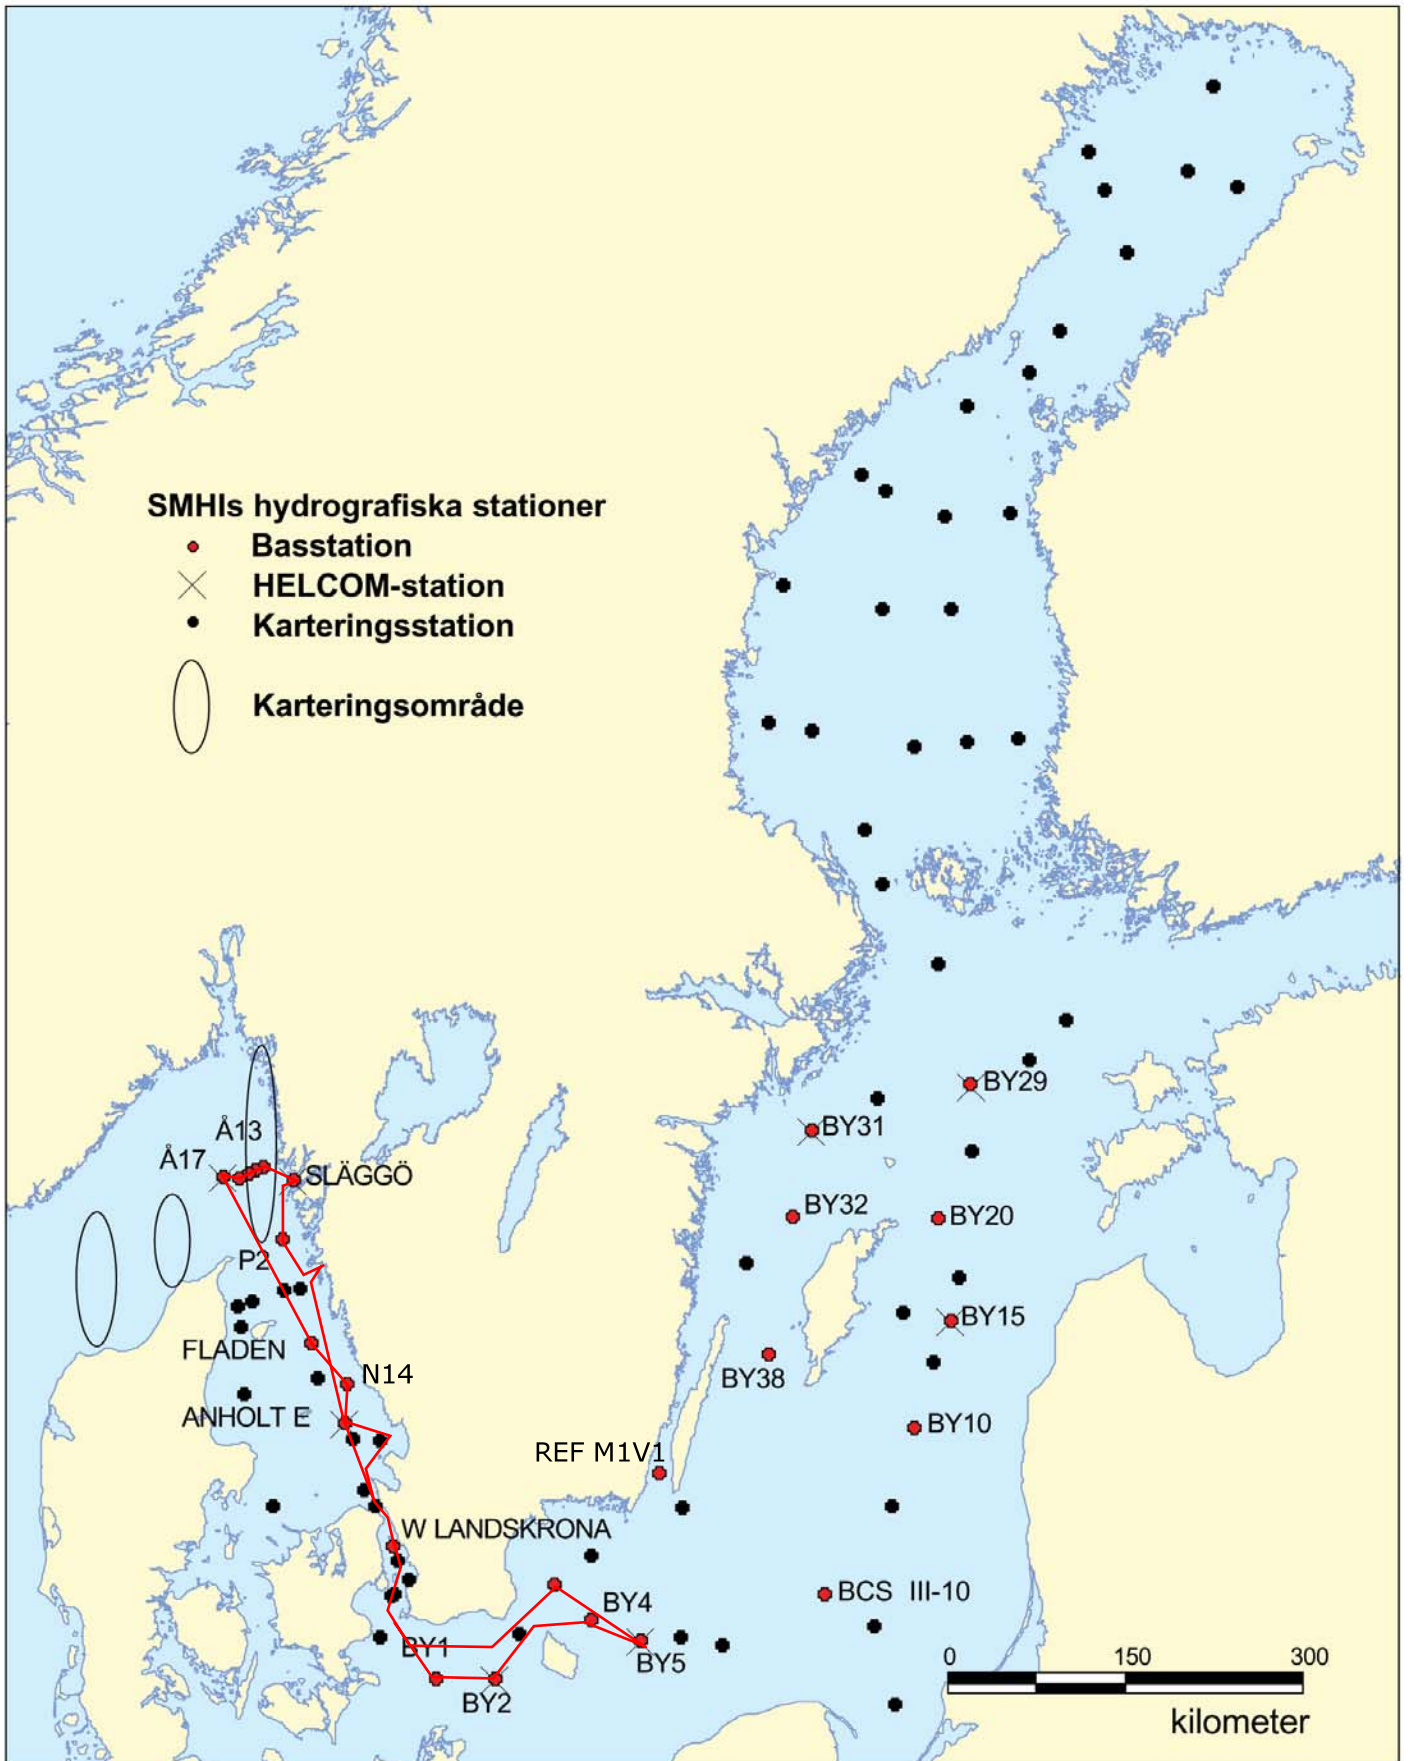 SMHIs hydrografiska stationer
Basstation
HELCOM-station
Karteringsstation
Karteringsområde
BY29
Å13
BY31
Å17
SLÄGGÖ
BY32
BY20
P2
BY15
FLADEN
N14
BY38
ANHOLT E
BY10
REF M1V1
W LANDSKRONA
BCS III-10
BY4
BY1
BY5
BY2
0 150 300
kilometer